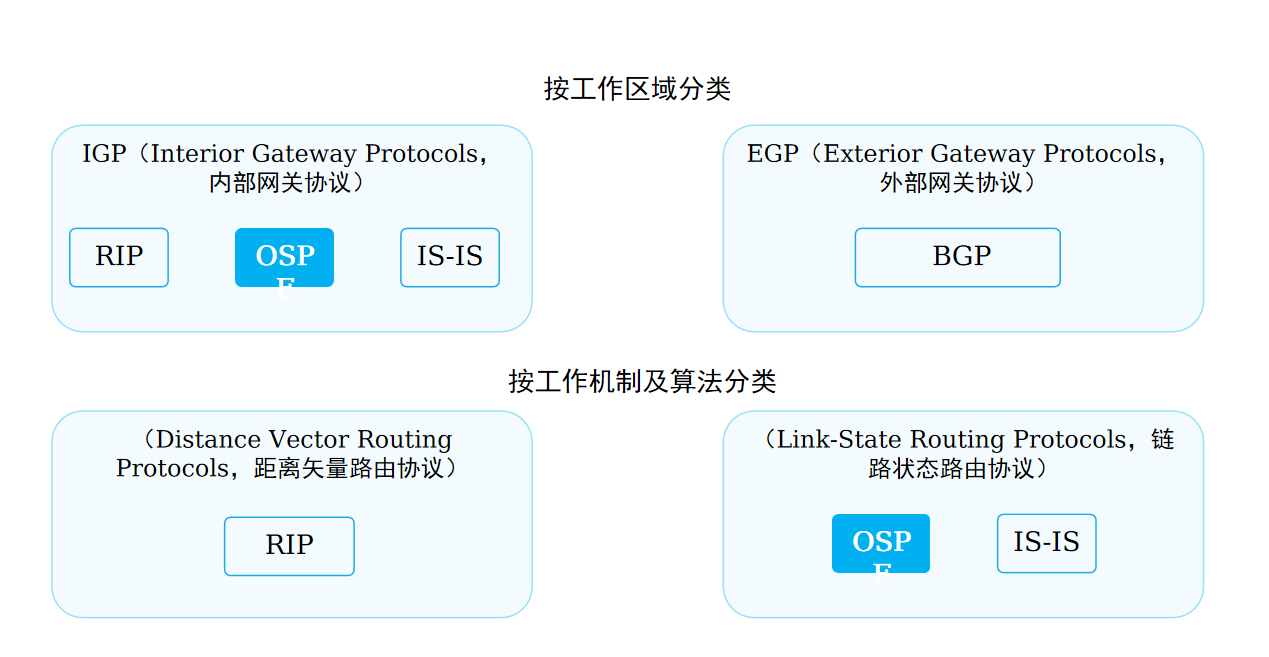 按工作区域分类
IGP（Interior Gateway Protocols，
内部网关协议）
RIP
OSP
F
IS-IS
EGP（Exterior Gateway Protocols，
外部网关协议）
BGP
按工作机制及算法分类
（Distance Vector Routing
Protocols，距离矢量路由协议）
RIP
（Link-State Routing Protocols，链
路状态路由协议）
OSP
F
IS-IS